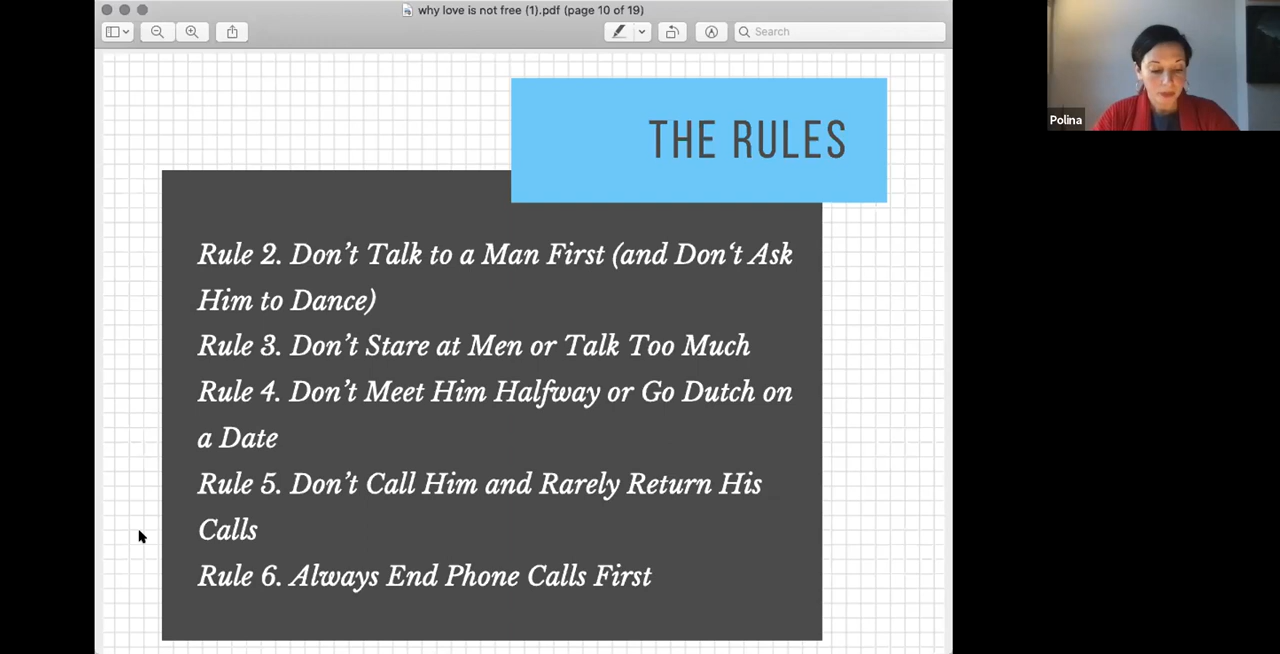 why love is not free (1).pdf (page 10 of 19)
Search
Polina
THE RULES
Rule 2. Don’t Talk to a Man First (and Don‘t Ask
Him to Dance)
Rule 3. Don’t Stare at Men or Talk Too Much
Rule 4. Don’t Meet Him Halfway or Go Dutch on
a Date
Rule 5. Don’t Call Him and Rarely Return His
Calls
Rule 6. Always End Phone Calls First